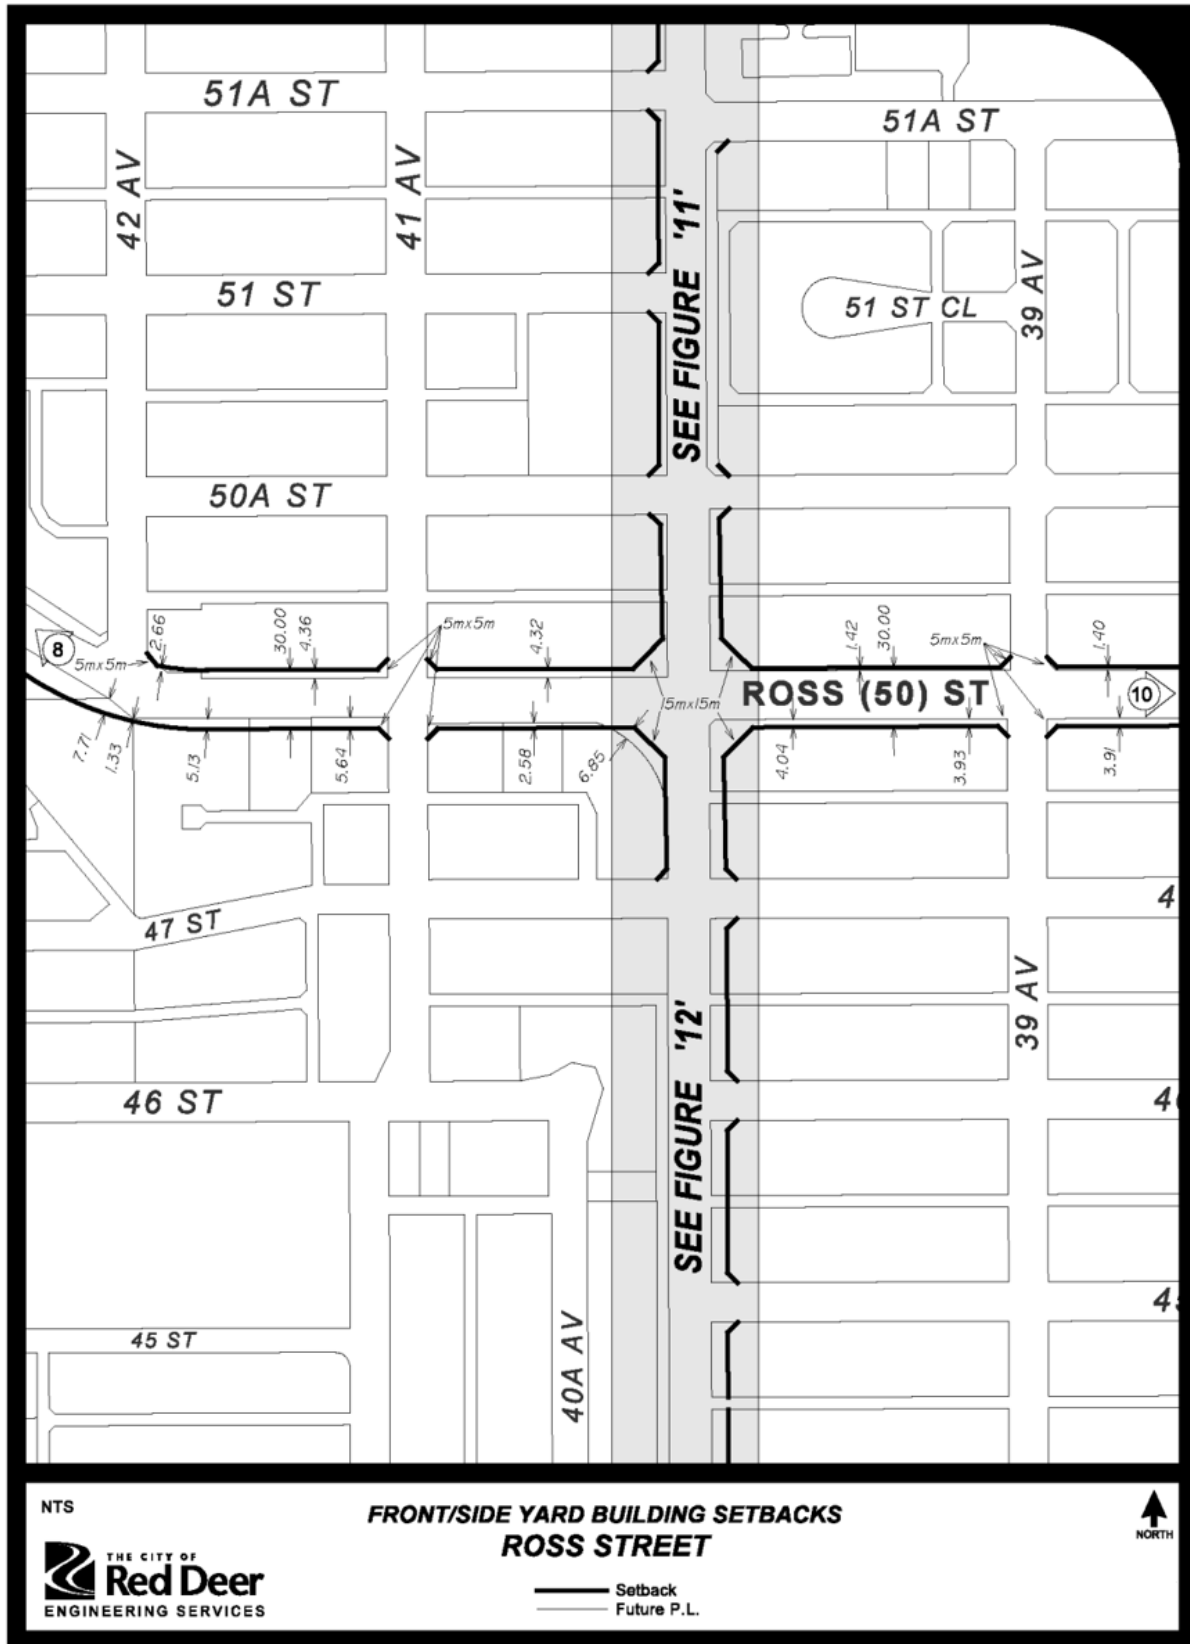 51A ST
51A ST
42 AV
41 AV
SEE FIGURE '11'
51 ST
51 ST CL
39 AV
50A ST
8
5mx5m
2.66
30.00
4.36
5mx5m
4.32
1.42
30.00
5mx5m
1.40
15mx15m
ROSS (50) ST
10
7.71
1.33
5.13
5.64
2.58
6.85
4.04
3.93
3.91
47 ST
4
39 AV
SEE FIGURE '12'
46 ST
45 ST
40A AV
NTS
FRONT/SIDE YARD BUILDING SETBACKS
ROSS STREET
NORTH
THE CITY OF
Red Deer
ENGINEERING SERVICES
Setback
Future P.L.